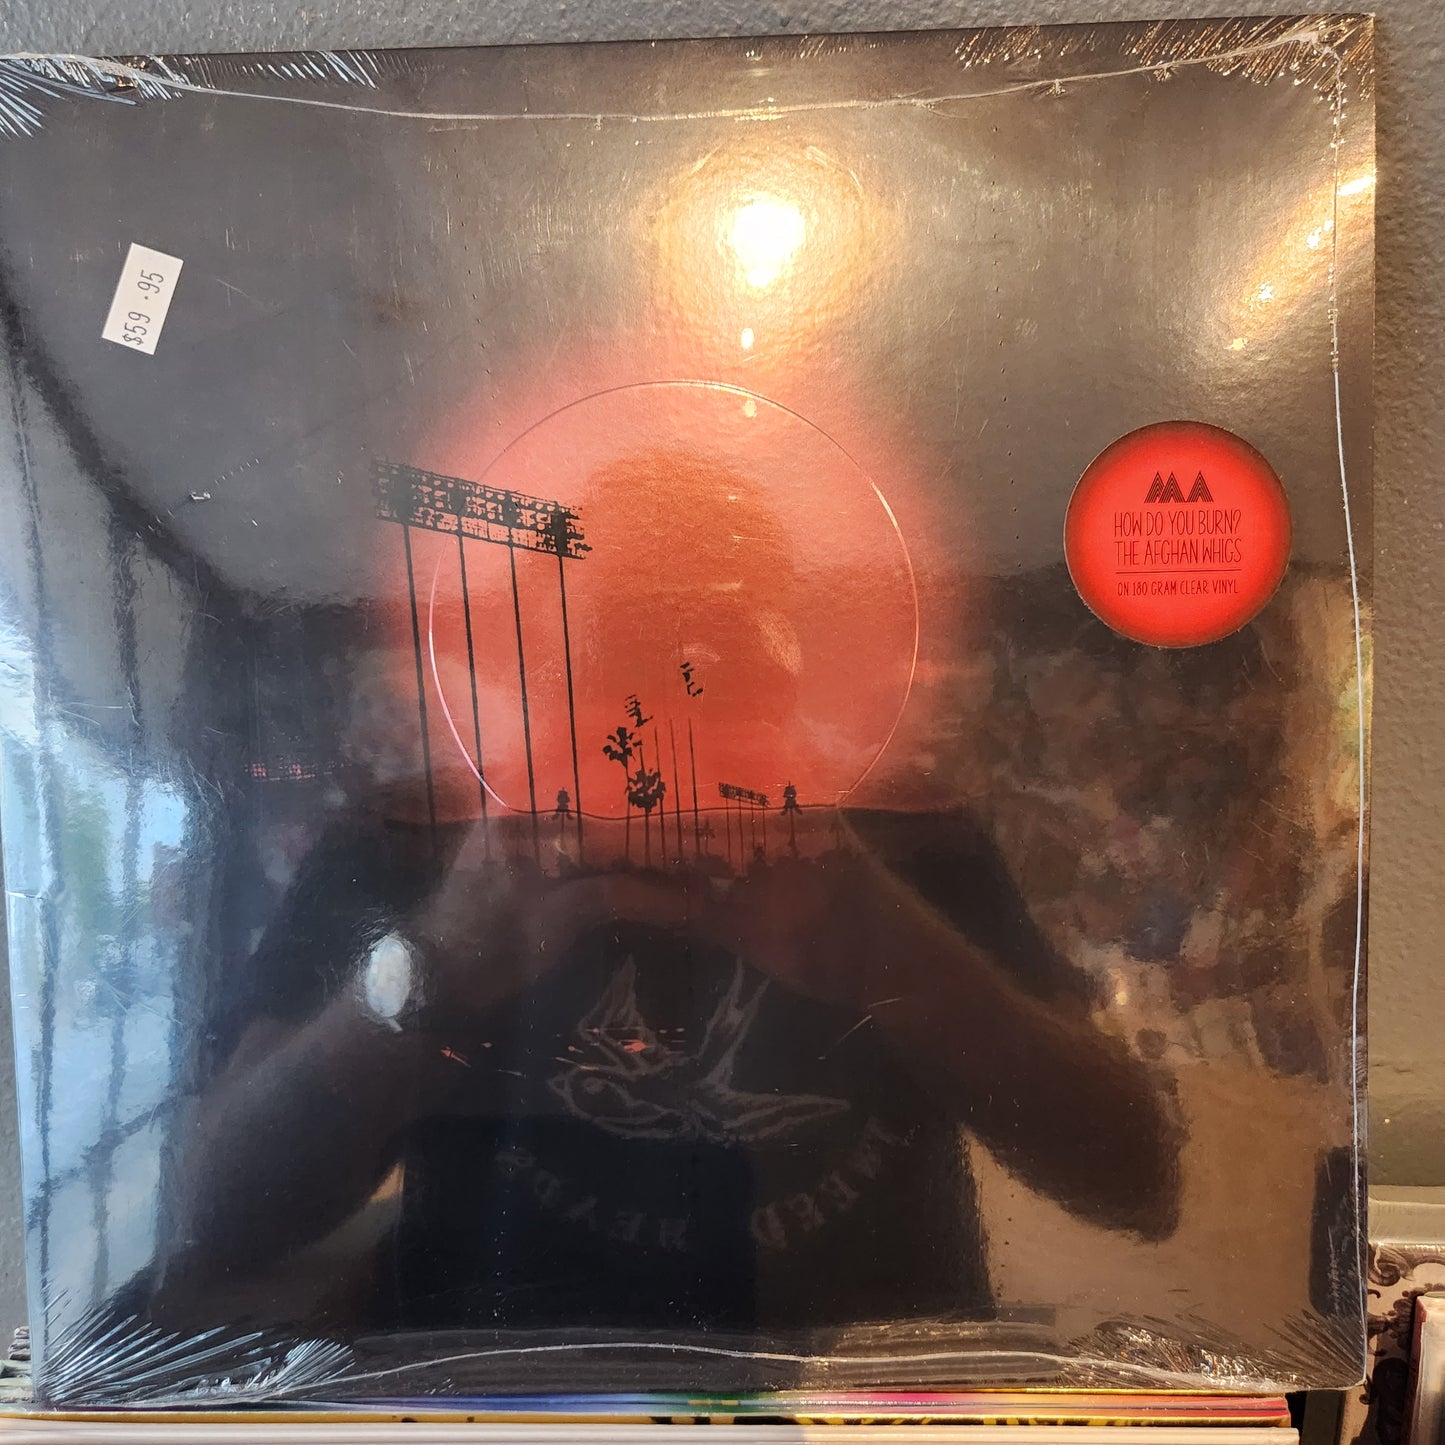 $59.95
HOW DO YOU BURN?
THE AFGHAN WHIGS
ON 180 GRAM CLEAR VINYL